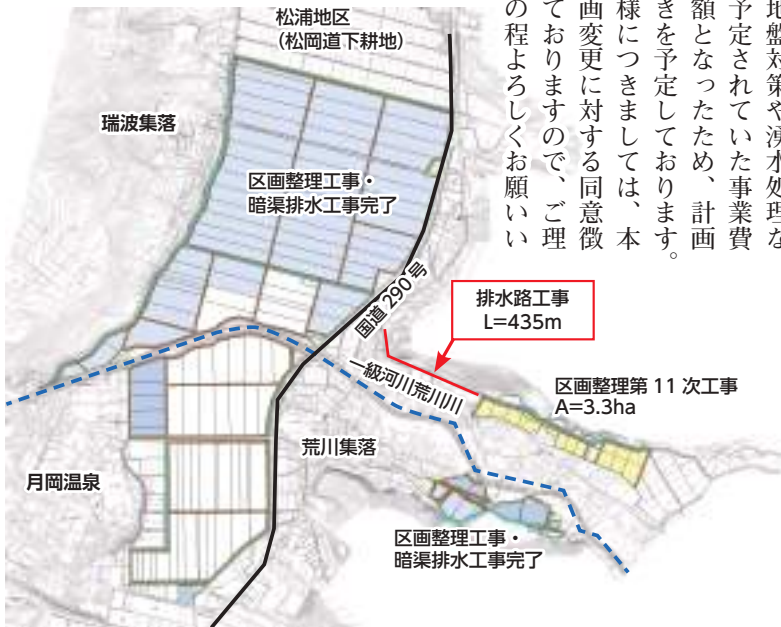 地盤対策や湧水処理な
予定されていた事業費
額となったため、計画
きを予定しております。
様につきましては、本
画変更に対する同意徴
ておりますので、ご理
の程よろしくお願いい
松浦地区
（松岡道下耕地）
瑞波集落
区画整理工事・
暗渠排水工事完了
国道290号
排水路工事
L=435m
一級河川荒川川
区画整理第11次工事
A=3.3ha
荒川集落
月岡温泉
区画整理工事・
暗渠排水工事完了